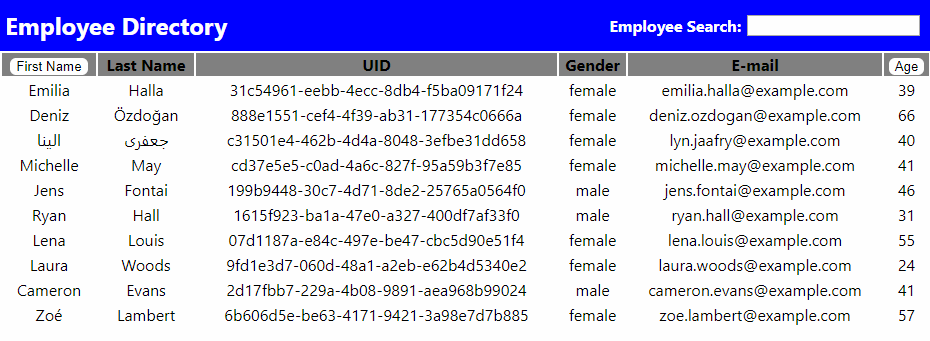 Employee Directory Employee Search:
First Name Last Name UID Gender E-mail Age
Emilia Halla 31c54961-eebb-4ecc-8db4-f5ba09171f24 female emilia.halla@example.com 39
Deniz Özdoğan 888e1551-cef4-4f39-ab31-177354c0666a female deniz.ozdogan@example.com 66
الینا جعفری c31501e4-462b-4d4a-8048-3efbe31dd658 female lyn.jaafry@example.com 40
Michelle May cd37e5e5-c0ad-4a6c-827f-95a59b3f7e85 female michelle.may@example.com 41
Jens Fontai 199b9448-30c7-4d71-8de2-25765a0564f0 male jens.fontai@example.com 46
Ryan Hall 1615f923-ba1a-47e0-a327-400df7af33f0 male ryan.hall@example.com 31
Lena Louis 07d1187a-e84c-497e-be47-cbc5d90e51f4 female lena.louis@example.com 55
Laura Woods 9fd1e3d7-060d-48a1-a2eb-e62b4d5340e2 female laura.woods@example.com 24
Cameron Evans 2d17fbb7-229a-4b08-9891-aea968b99024 male cameron.evans@example.com 41
Zoé Lambert 6b606d5e-be63-4171-9421-3a98e7d7b885 female zoe.lambert@example.com 57